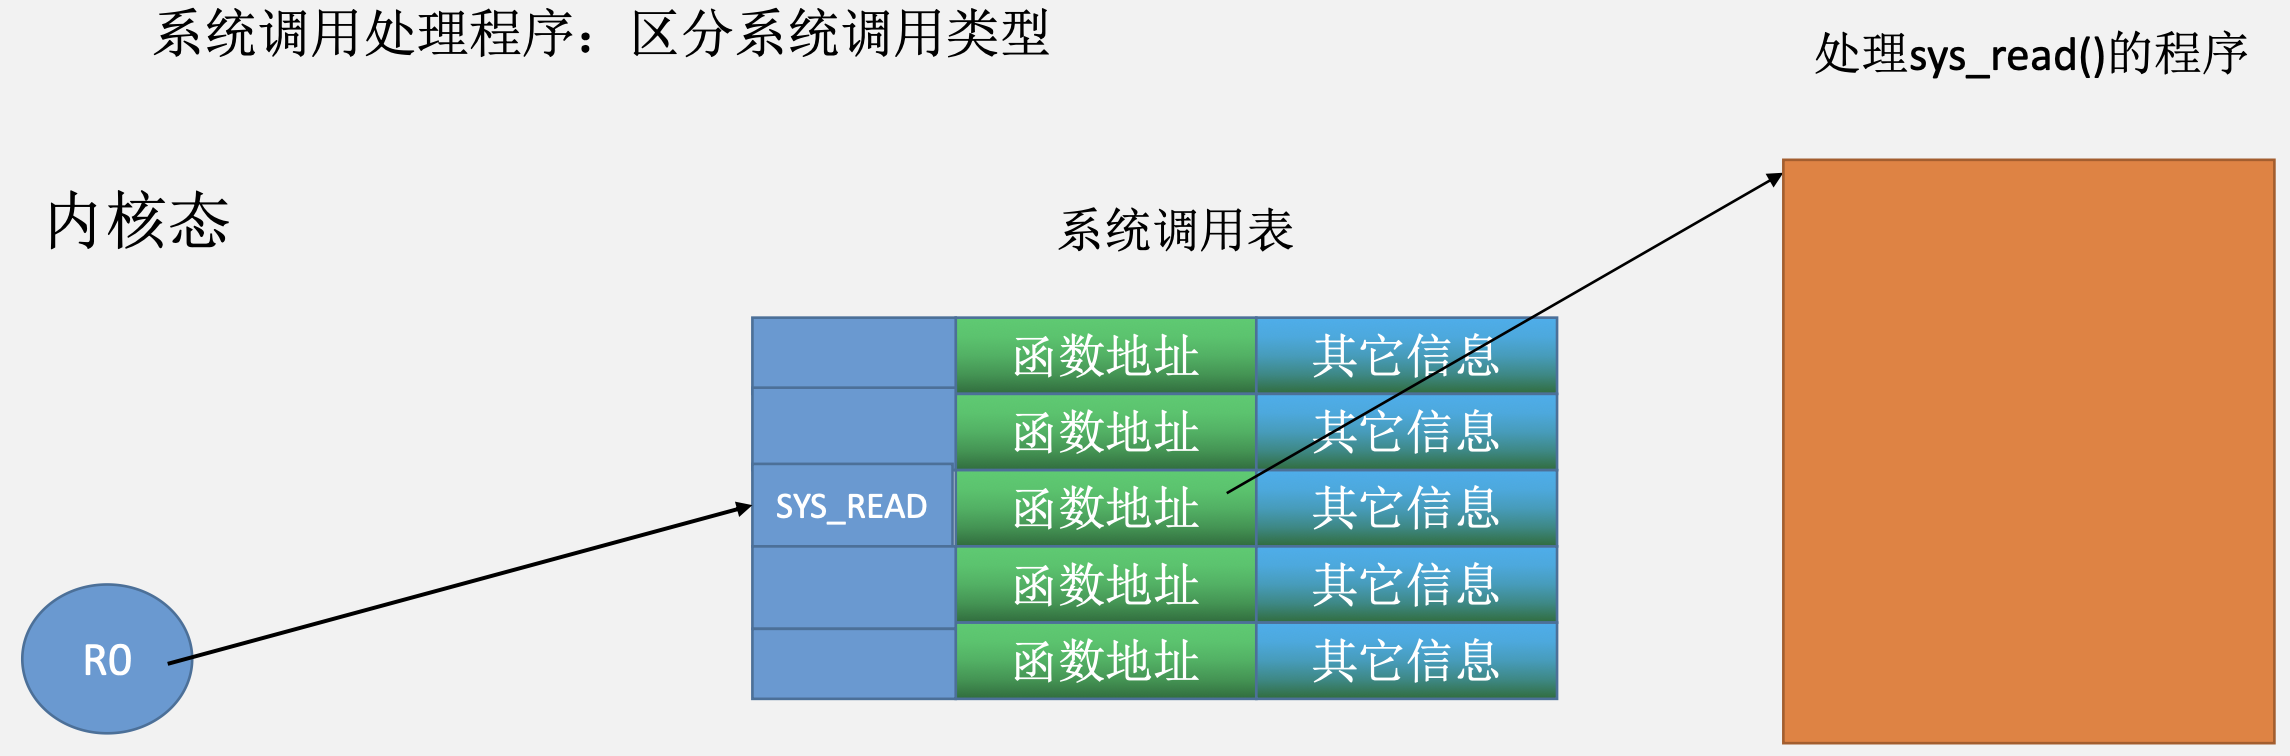 系统调用处理程序：区分系统调用类型
处理sys_read()的程序
内核态
系统调用表
函数地址 其它信息
函数地址 其它信息
SYS_READ 函数地址 其它信息
函数地址 其它信息
函数地址 其它信息
R0